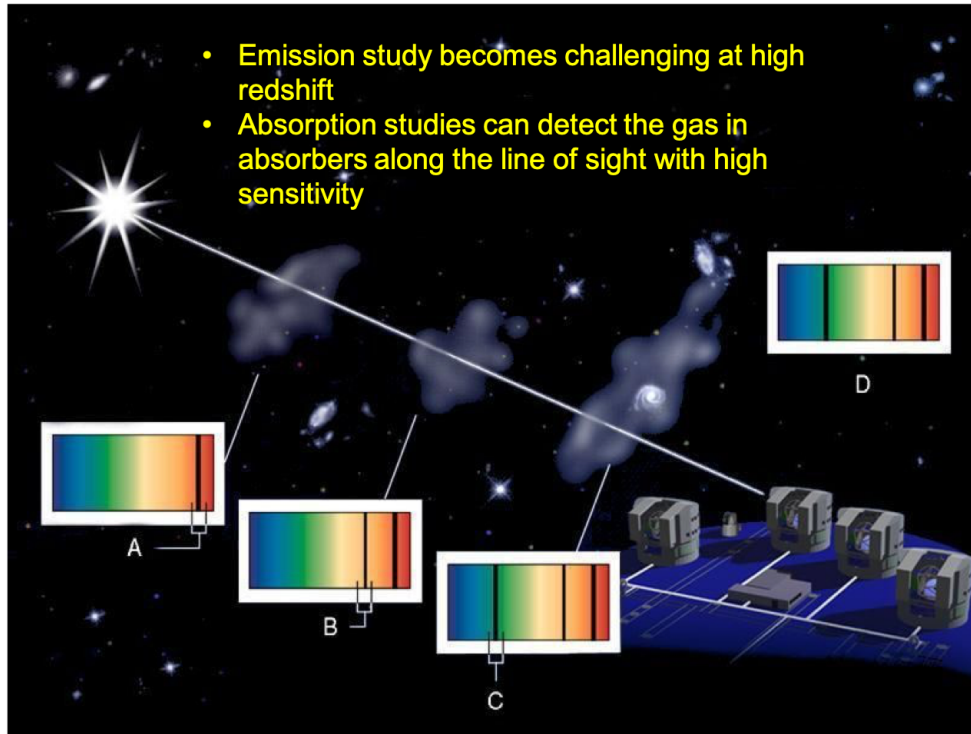 • Emission study becomes challenging at high
redshift
• Absorption studies can detect the gas in
absorbers along the line of sight with high
sensitivity
D
A
B
C